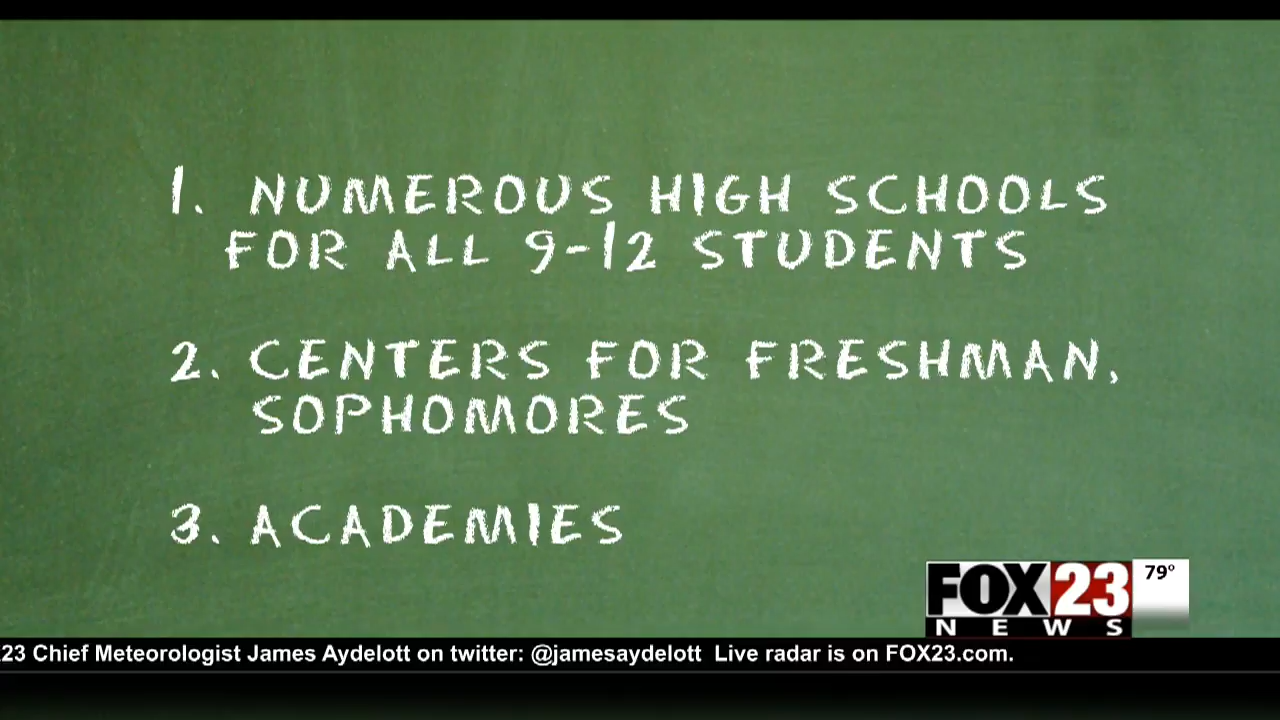 1. NUMEROUS HIGH SCHOOLS
FOR ALL 9-12 STUDENTS
2. CENTERS FOR FRESHMAN,
SOPHOMORES
3. ACADEMIES
FOX23 79°
NEWS
23 Chief Meteorologist James Aydelott on twitter: @jamesaydelott Live radar is on FOX23.com.